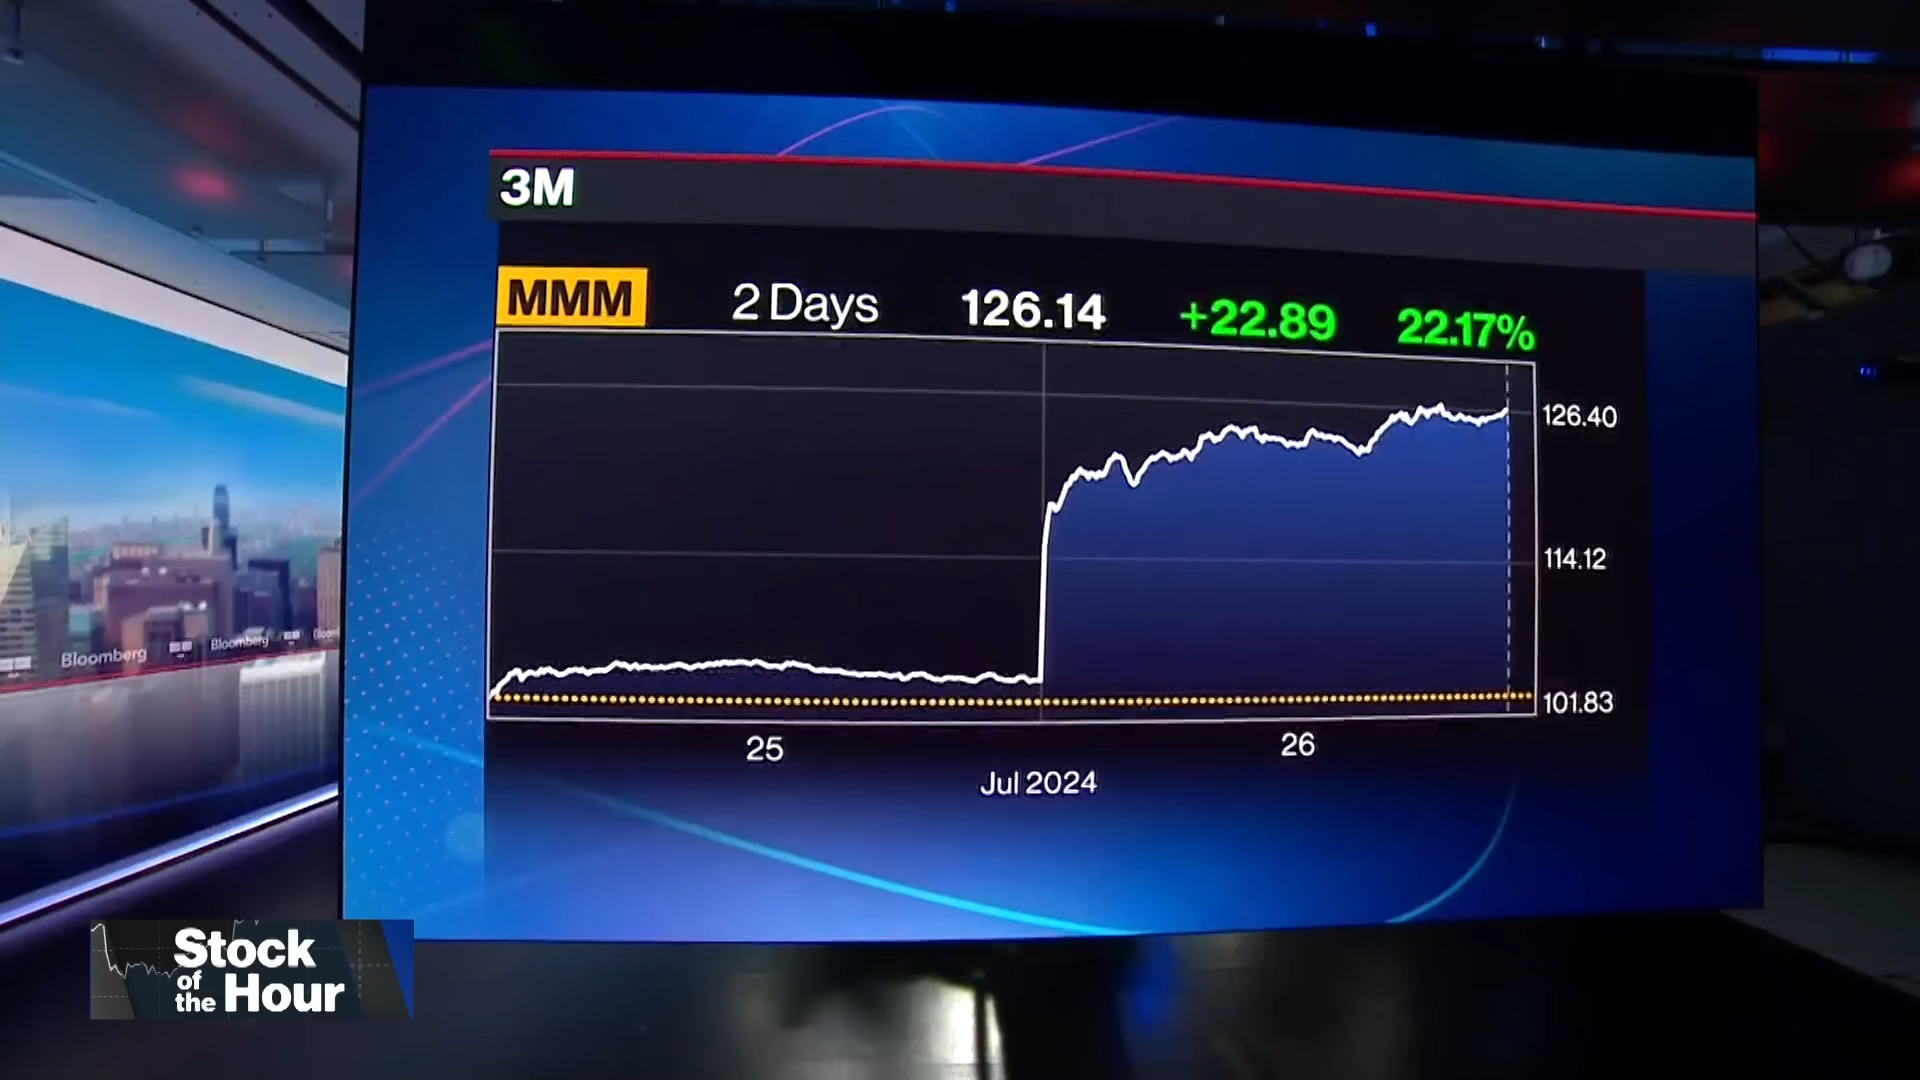 3M
MMM 2 Days 126.14 +22.89 22.17%
126.40
114.12
101.83
25 26
Jul 2024
Bloomberg Bloomberg
Stock
of
the Hour